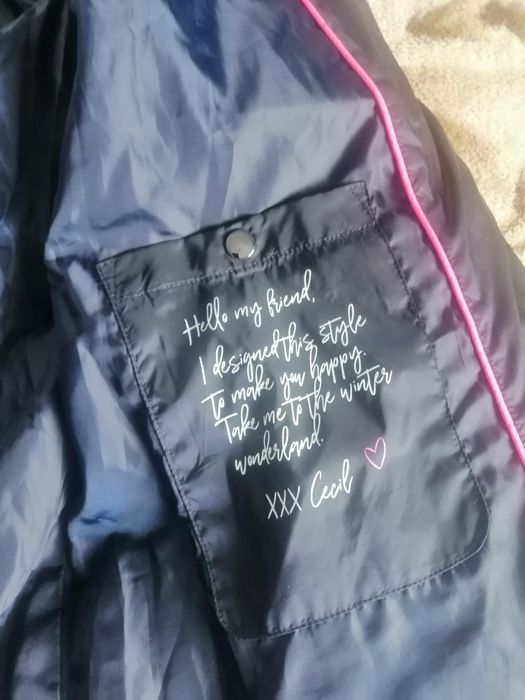 Hello my friend,
I designed this style
to make you happy.
Take me to the winter
wonderland.
XXX Cecil